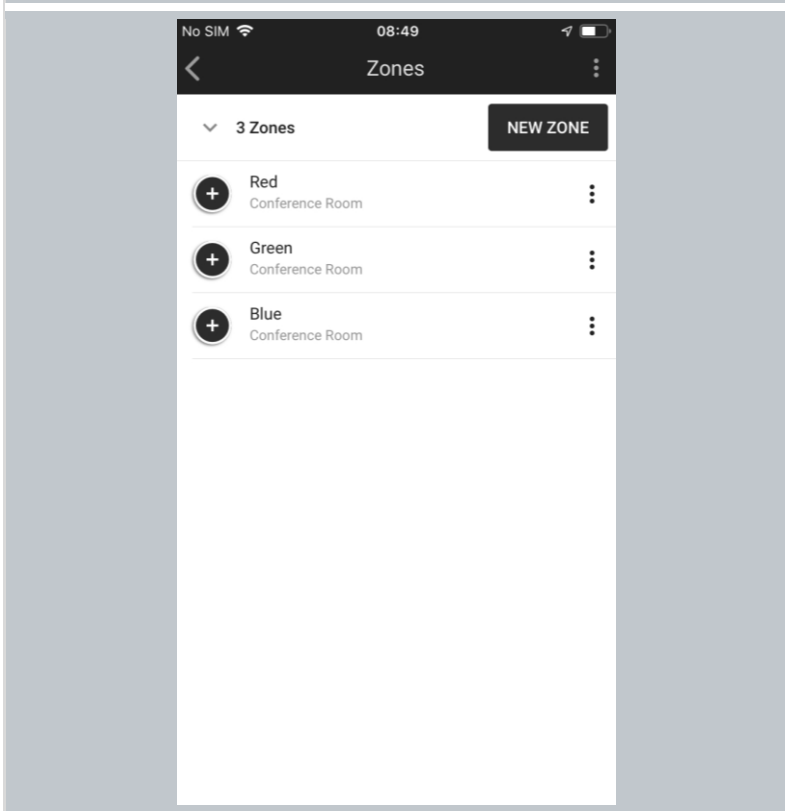 No SIM 08:49
Zones
3 Zones NEW ZONE
Red
Conference Room
Green
Conference Room
Blue
Conference Room